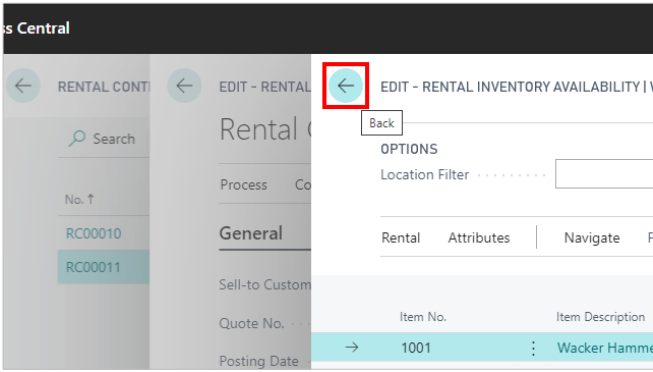 ss Central
RENTAL CONT
EDIT - RENTAL
EDIT - RENTAL INVENTORY AVAILABILITY |
Back
Search
Rental
OPTIONS
Location Filter
Process Co
No. ↑
General
Rental Attributes Navigate
RC00010
RC00011
Sell-to Custom
Quote No.
Item No. Item Description
→ 1001 Wacker Hamme
Posting Date